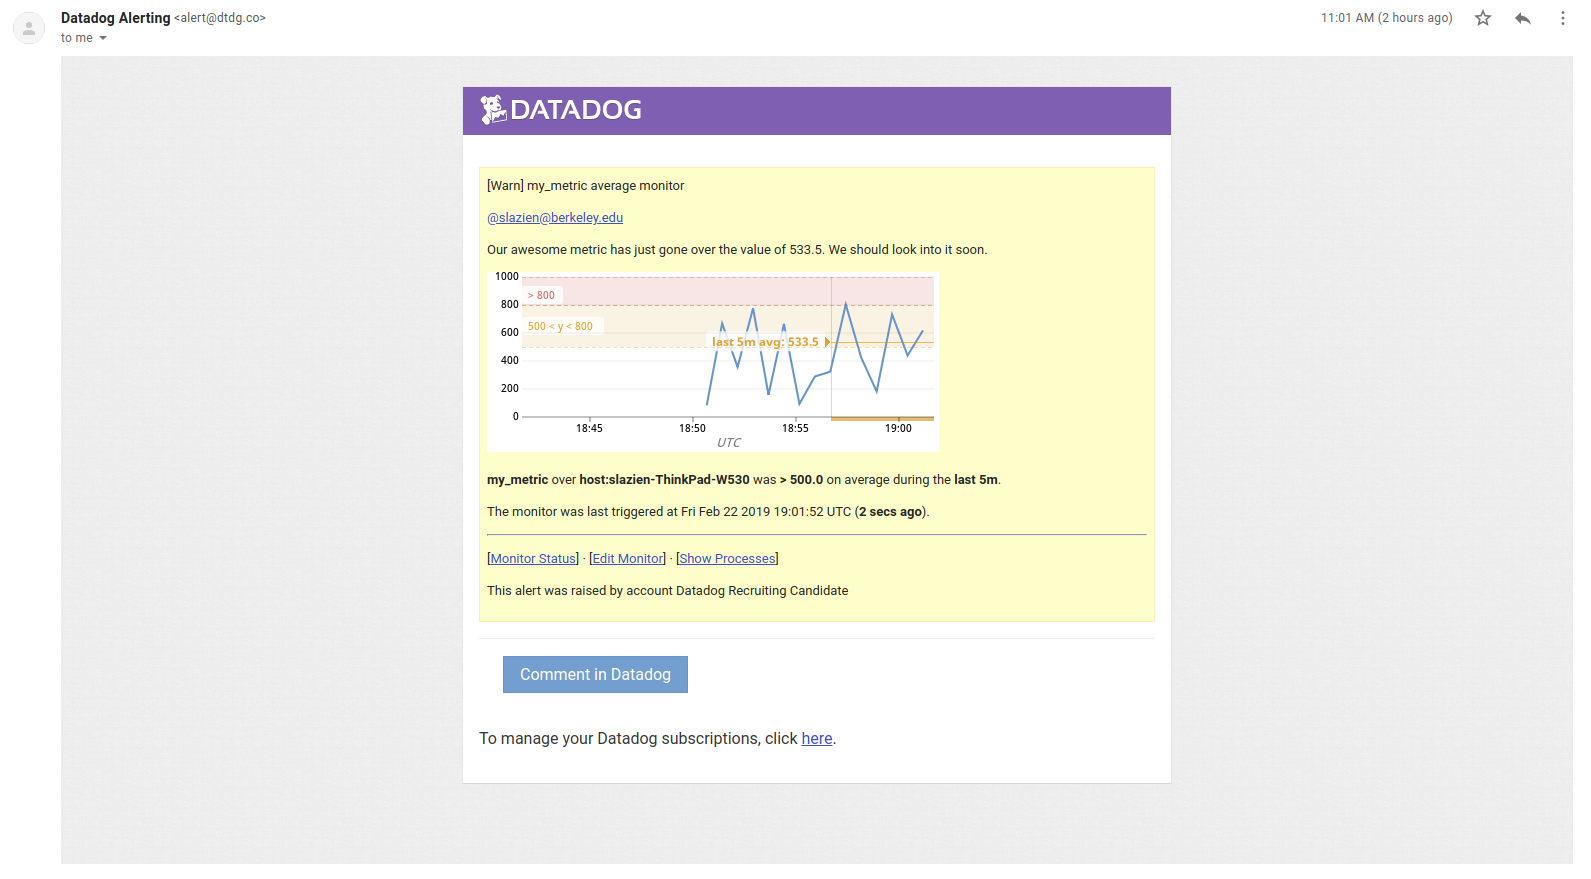 Datadog Alerting <alert@dtdg.co>
11:01 AM (2 hours ago)
to me
DATADOG
[Warn] my_metric average monitor
@slazien@berkeley.edu
Our awesome metric has just gone over the value of 533.5. We should look into it soon.
1000
> 800
800
500 < y < 800
600
last 5m avg: 533.5
400
200
0
18:45 18:50 18:55 19:00
UTC
my_metric over host:slazien-ThinkPad-W530 was > 500.0 on average during the last 5m.
The monitor was last triggered at Fri Feb 22 2019 19:01:52 UTC (2 secs ago).
[Monitor Status] · [Edit Monitor] · [Show Processes]
This alert was raised by account Datadog Recruiting Candidate
Comment in Datadog
To manage your Datadog subscriptions, click here.